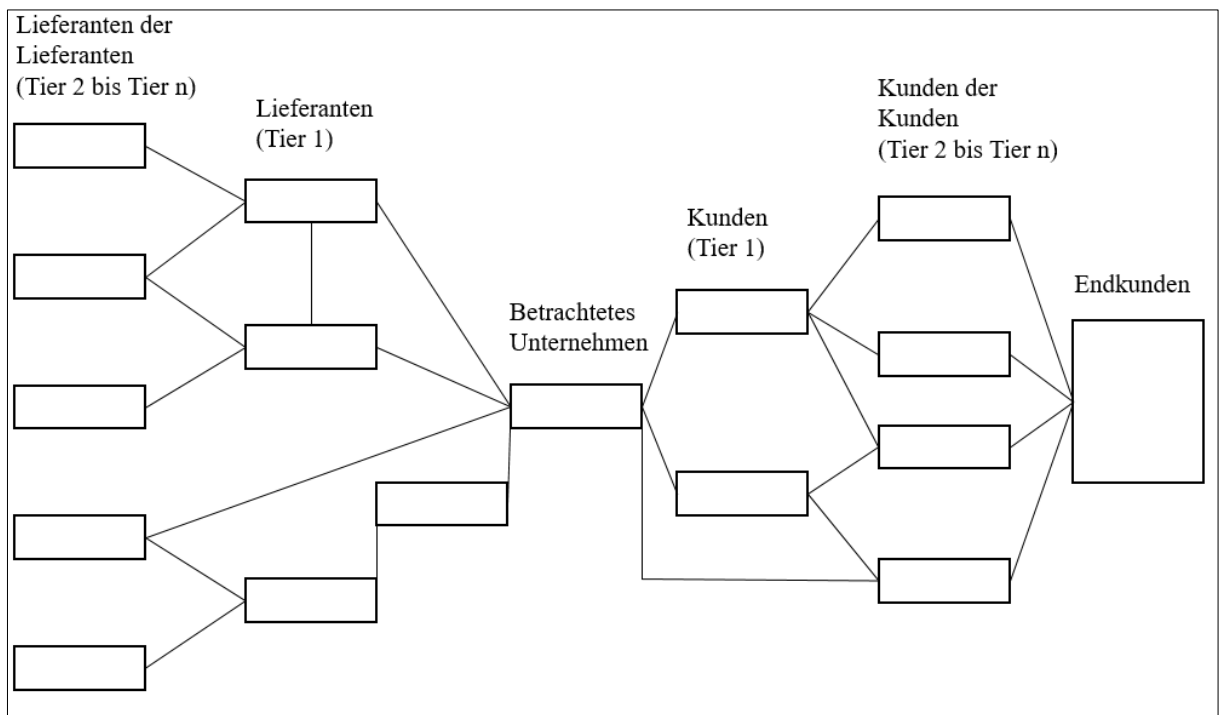 Lieferanten der
Lieferanten
(Tier 2 bis Tier n)
Lieferanten
(Tier 1)
Betrachtetes
Unternehmen
Kunden
(Tier 1)
Kunden der
Kunden
(Tier 2 bis Tier n)
Endkunden